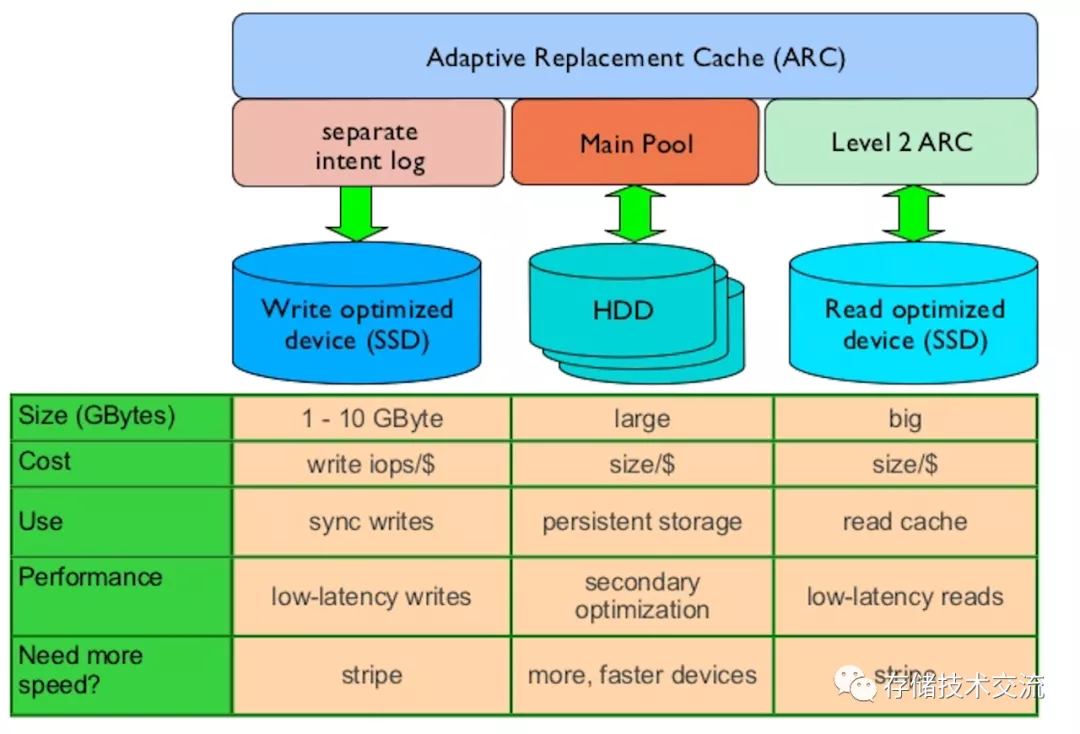 Adaptive Replacement Cache (ARC)
separate
intent log
Main Pool
Level 2 ARC
Write optimized
device (SSD)
HDD
Read optimized
device (SSD)
Size (GBytes) 1 - 10 GByte large big
Cost write iops/$ size/$ size/$
Use sync writes persistent storage read cache
Performance low-latency writes secondary
optimization low-latency reads
Need more
speed? stripe more, faster devices stripe
存储技术交流